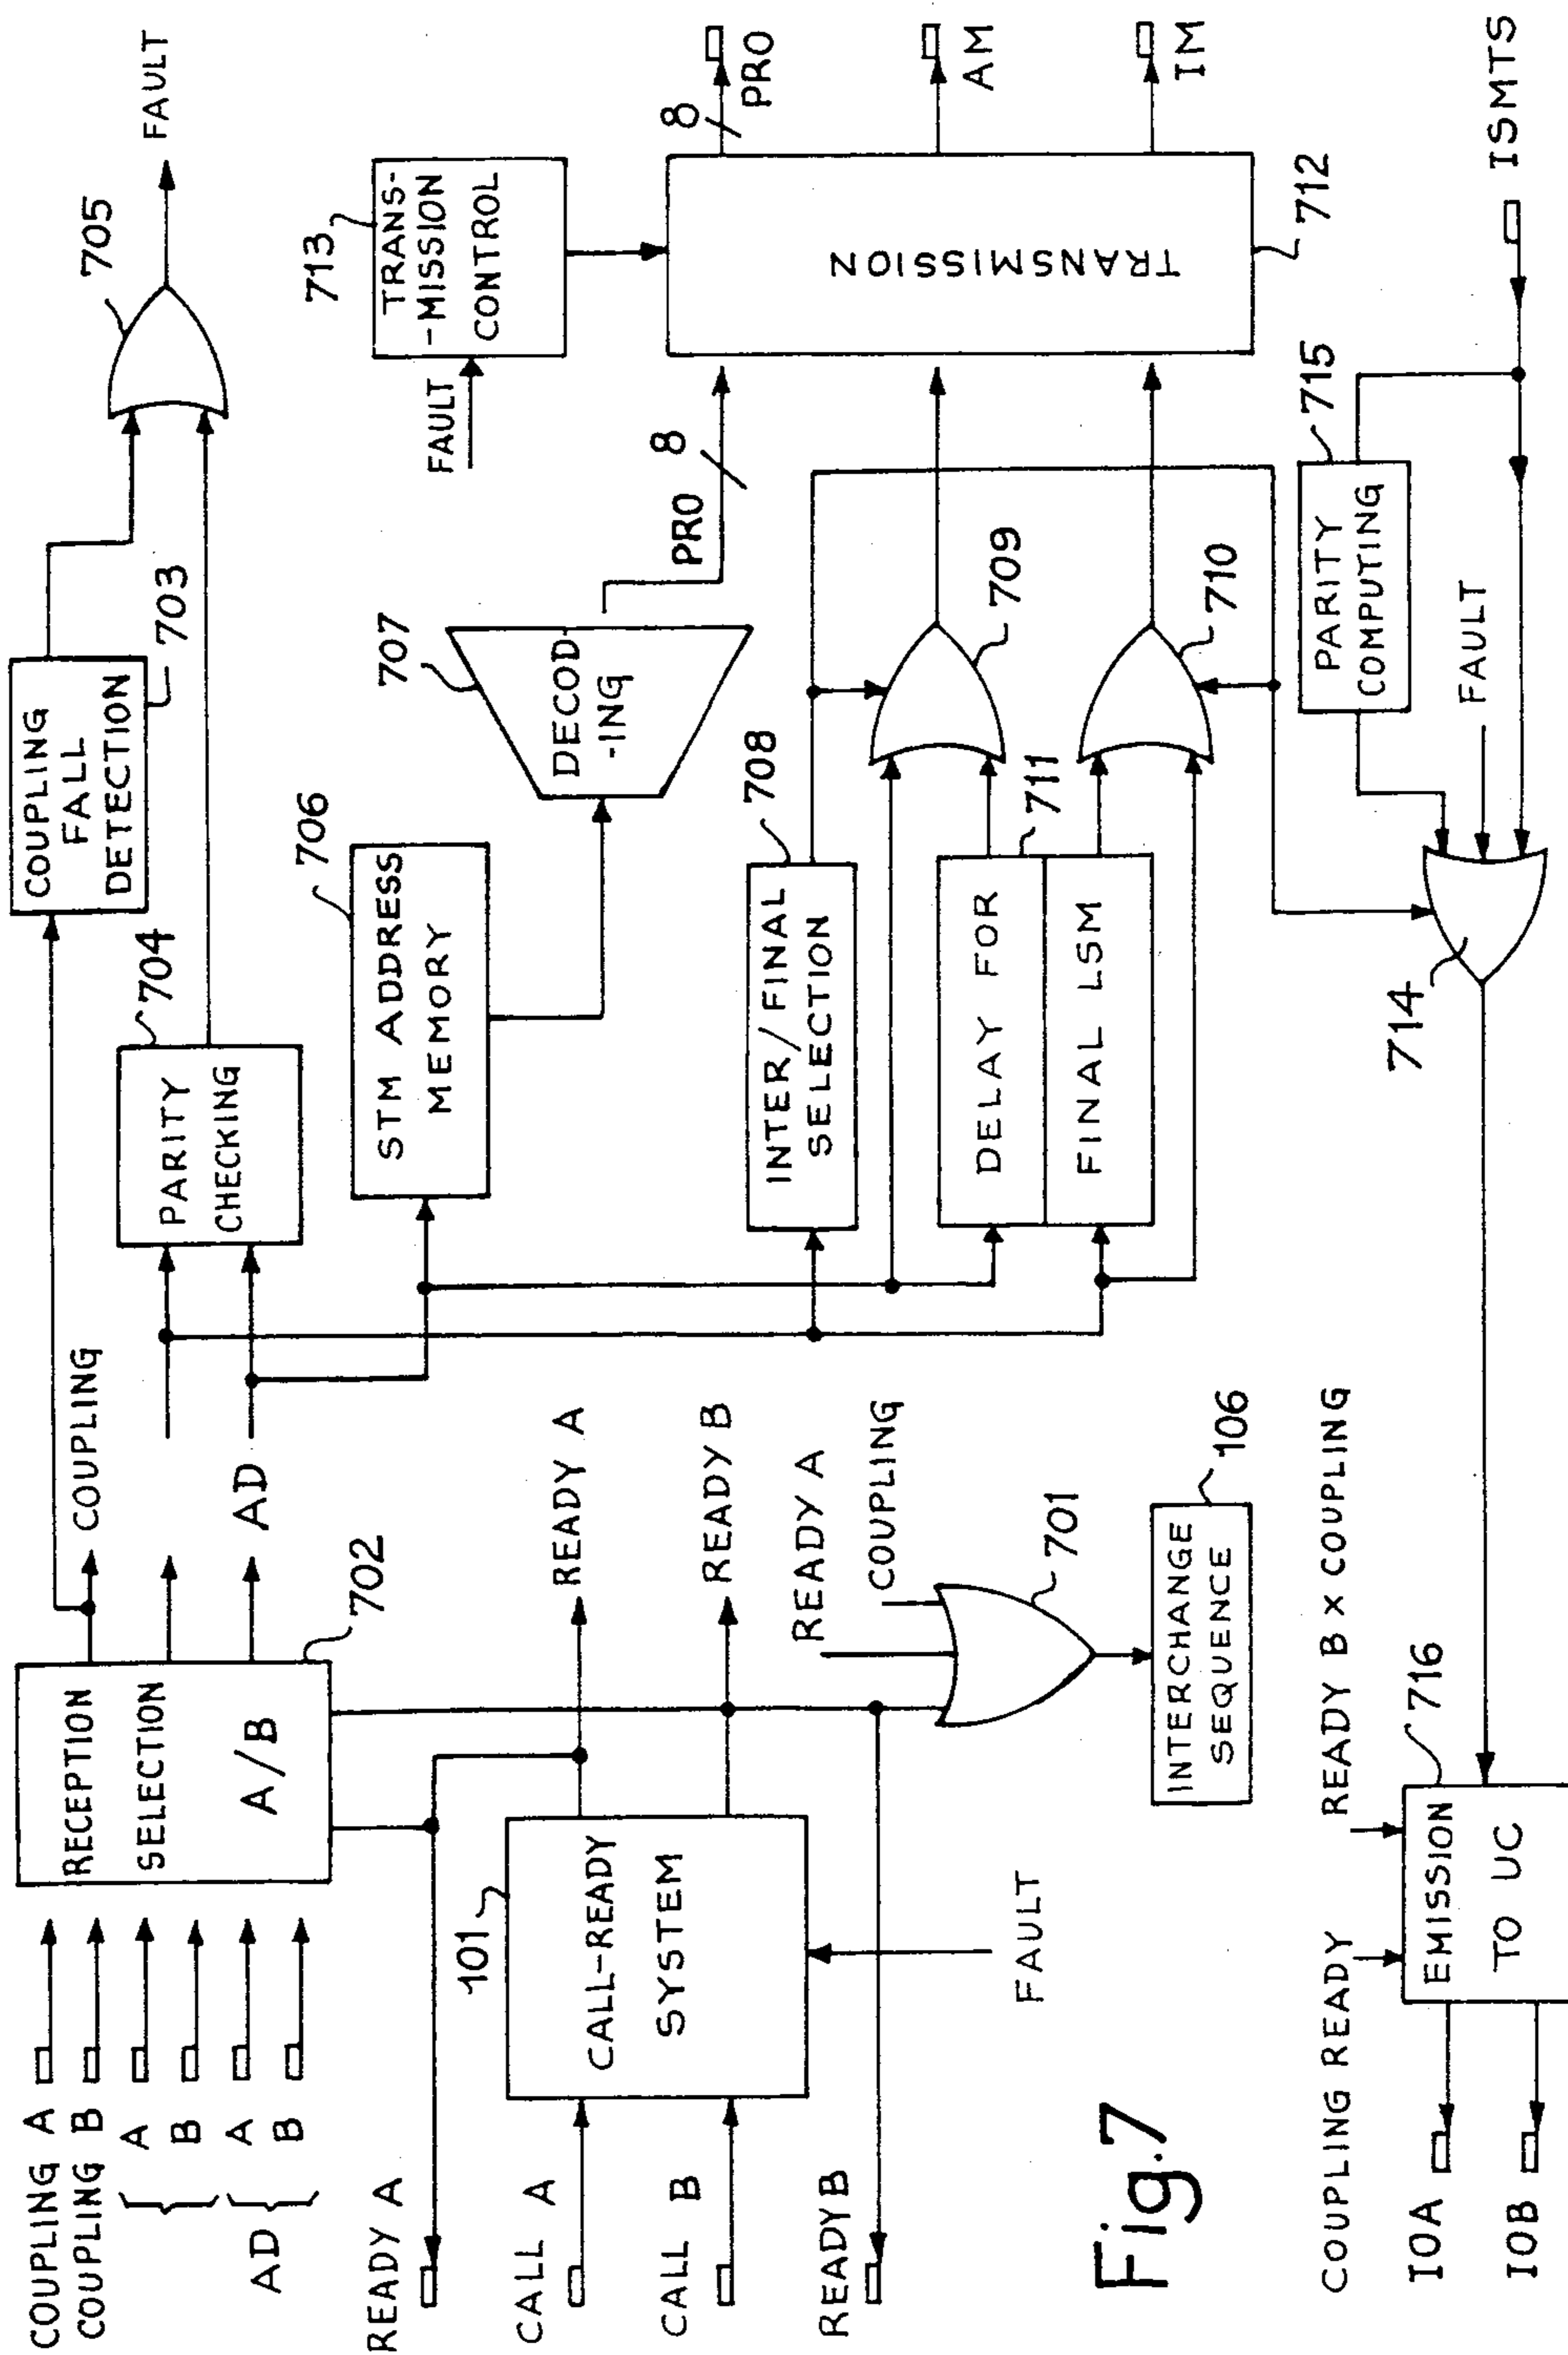 COUPLING A
COUPLING B
A
B
A
B
AD
RECEPTION
SELECTION
A/B
702
COUPLING
AD
PARITY
CHECKING
704
COUPLING
FALL
DETECTION
703
705
FAULT
READY A
CALL A
CALL B
READY B
101
CALL-READY
SYSTEM
FAULT
READY A
READY B
READY A
COUPLING
701
INTERCHANGE
SEQUENCE
106
STM ADDRESS
MEMORY
706
DECOD
-ING
707
PRO
8
FAULT
TRANS-
-MISSION
CONTROL
713
INTER/FINAL
SELECTION
708
DELAY FOR
FINAL LSM
711
709
710
TRANSMISSION
712
8
PRO
AM
IM
PARITY
COMPUTING
715
FAULT
ISMTS
714
COUPLING READY
READY B x COUPLING
EMISSION
TO UC
716
IOA
IOB
Fig.7